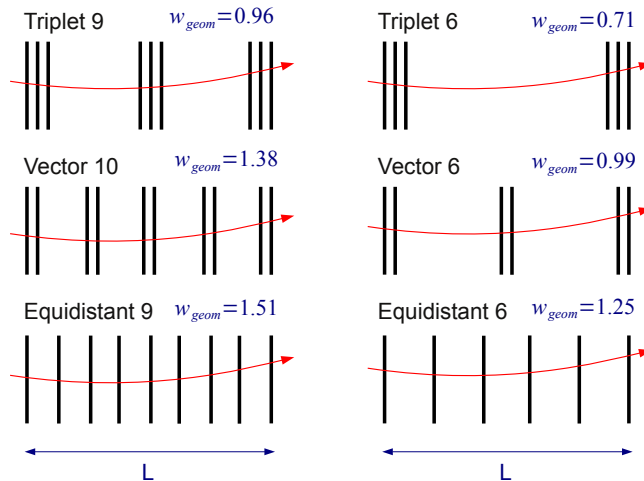 Triplet 9 w_geom=0.96
Triplet 6 w_geom=0.71
Vector 10 w_geom=1.38
Vector 6 w_geom=0.99
Equidistant 9 w_geom=1.51
Equidistant 6 w_geom=1.25
L
L